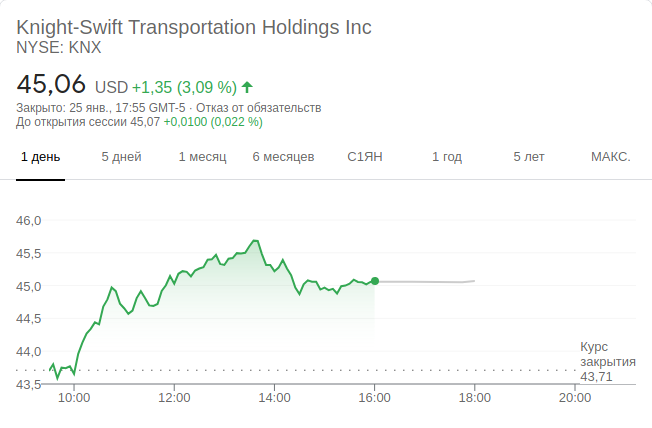 Knight-Swift Transportation Holdings Inc
NYSE: KNX
45,06 USD +1,35 (3,09 %)
Закрыто: 25 янв., 17:55 GMT-5 · Отказ от обязательств
До открытия сессии 45,07 +0,0100 (0,022 %)
1 день 5 дней 1 месяц 6 месяцев С1ЯН 1 год 5 лет МАКС.
46,0
45,5
45,0
44,5
44,0
43,5
Курс
закрытия
43,71
10:00 12:00 14:00 16:00 18:00 20:00